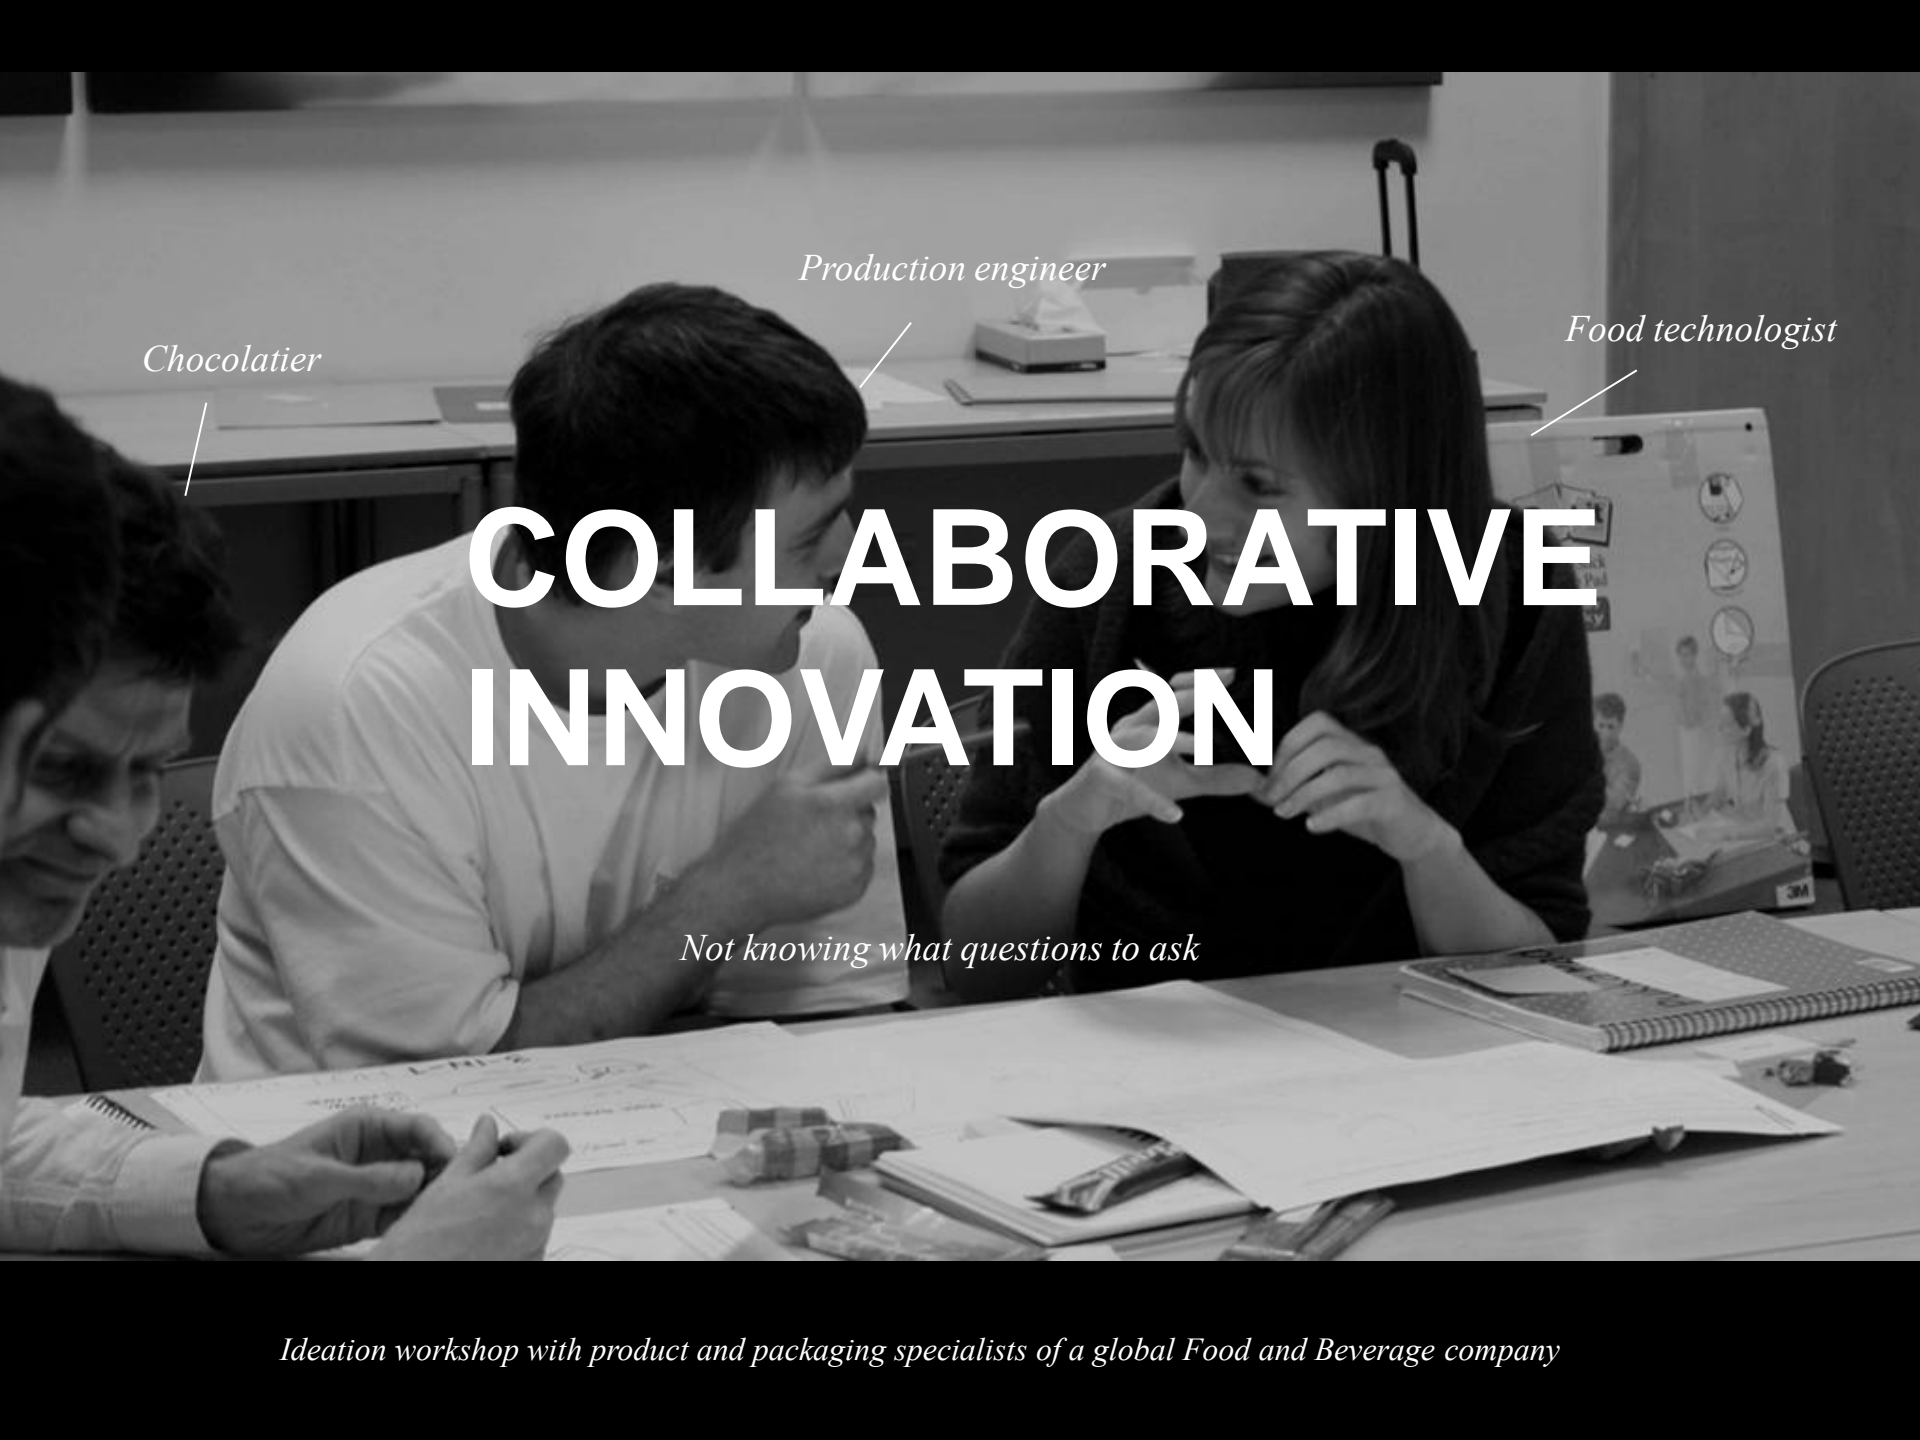 Production engineer
Food technologist
Chocolatier
COLLABORATIVE
INNOVATION
Not knowing what questions to ask
3M
Ideation workshop with product and packaging specialists of a global Food and Beverage company